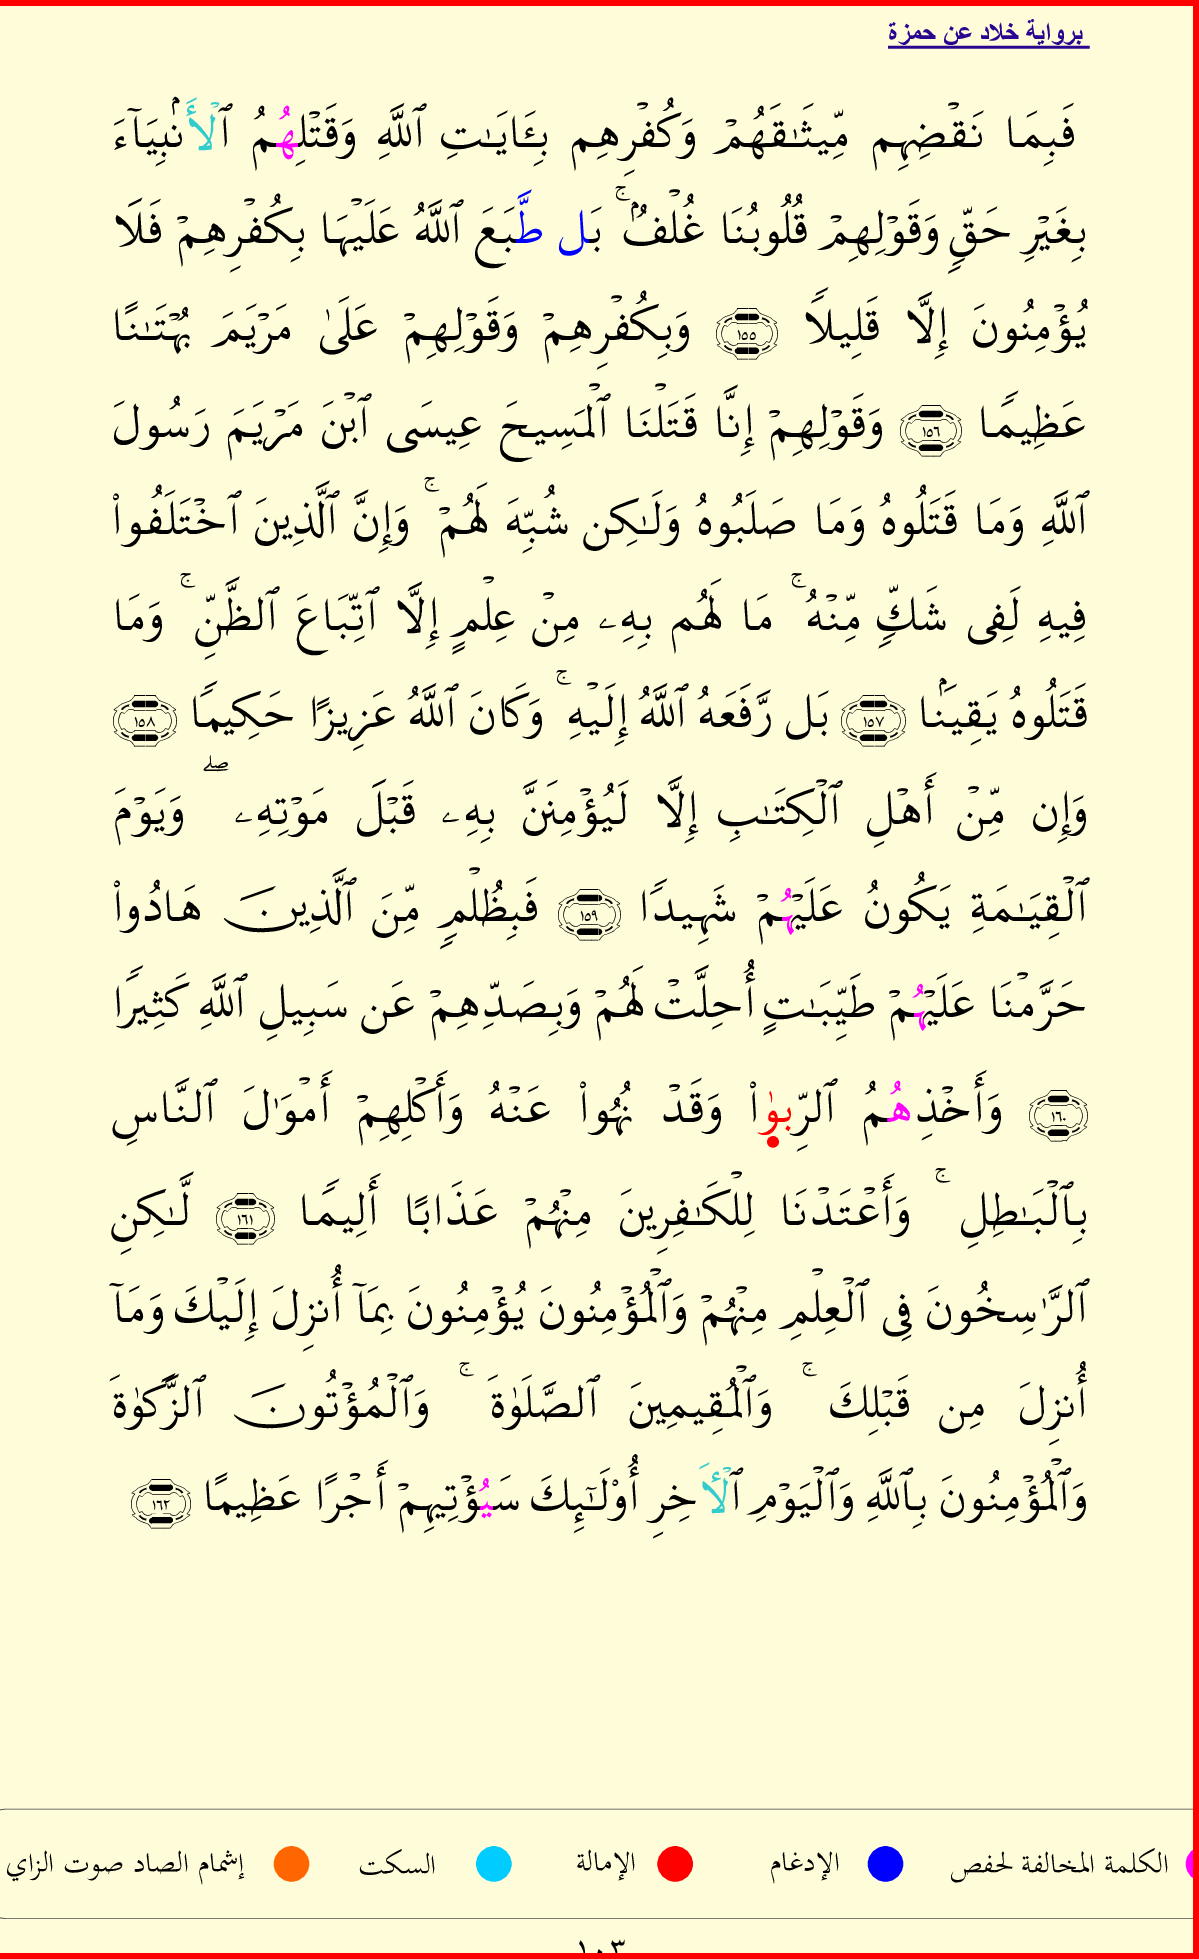 برواية خلاد عن حمزة
فَبِمَا نَقْضِهِم مِّيثَـٰقَهُمْ وَكُفْرِهِم بِـَٔايَـٰتِ ٱللَّهِ وَقَتْلِهُمُ ٱلْأَنۢبِيَآءَ
بِغَيْرِ حَقٍّ وَقَوْلِهِمْ قُلُوبُنَا غُلْفٌۢ ۚ بَل طَّبَعَ ٱللَّهُ عَلَيْهَا بِكُفْرِهِمْ فَلَا
يُؤْمِنُونَ إِلَّا قَلِيلًا ١٥٥ وَبِكُفْرِهِمْ وَقَوْلِهِمْ عَلَىٰ مَرْيَمَ بُهْتَـٰنًا
عَظِيمًا ١٥٦ وَقَوْلِهِمْ إِنَّا قَتَلْنَا ٱلْمَسِيحَ عِيسَى ٱبْنَ مَرْيَمَ رَسُولَ
ٱللَّهِ وَمَا قَتَلُوهُ وَمَا صَلَبُوهُ وَلَـٰكِن شُبِّهَ لَهُمْ ۚ وَإِنَّ ٱلَّذِينَ ٱخْتَلَفُوا۟
فِيهِ لَفِى شَكٍّ مِّنْهُ ۚ مَا لَهُم بِهِۦ مِنْ عِلْمٍ إِلَّا ٱتِّبَاعَ ٱلظَّنِّ ۚ وَمَا
قَتَلُوهُ يَقِينَۢا ١٥٧ بَل رَّفَعَهُ ٱللَّهُ إِلَيْهِ ۚ وَكَانَ ٱللَّهُ عَزِيزًا حَكِيمًا ١٥٨
وَإِن مِّنْ أَهْلِ ٱلْكِتَـٰبِ إِلَّا لَيُؤْمِنَنَّ بِهِۦ قَبْلَ مَوْتِهِۦ ۖ وَيَوْمَ
ٱلْقِيَـٰمَةِ يَكُونُ عَلَيْهُمْ شَهِيدًا ١٥٩ فَبِظُلْمٍ مِّنَ ٱلَّذِينَ هَادُوا۟
حَرَّمْنَا عَلَيْهُمْ طَيِّبَـٰتٍ أُحِلَّتْ لَهُمْ وَبِصَدِّهِمْ عَن سَبِيلِ ٱللَّهِ كَثِيرًا
١٦٠ وَأَخْذِهُمُ ٱلرِّبَوٰا۟ وَقَدْ نُهُوا۟ عَنْهُ وَأَكْلِهِمْ أَمْوَٰلَ ٱلنَّاسِ
بِٱلْبَـٰطِلِ ۚ وَأَعْتَدْنَا لِلْكَـٰفِرِينَ مِنْهُمْ عَذَابًا أَلِيمًا ١٦١ لَّـٰكِنِ
ٱلرَّٰسِخُونَ فِى ٱلْعِلْمِ مِنْهُمْ وَٱلْمُؤْمِنُونَ يُؤْمِنُونَ بِمَآ أُنزِلَ إِلَيْكَ وَمَآ
أُنزِلَ مِن قَبْلِكَ ۚ وَٱلْمُقِيمِينَ ٱلصَّلَوٰةَ ۚ وَٱلْمُؤْتُونَ ٱلزَّكَوٰةَ
وَٱلْمُؤْمِنُونَ بِٱللَّهِ وَٱلْيَوْمِ ٱلْـَٔاخِرِ أُو۟لَـٰٓئِكَ سَيُؤْتِيهِمْ أَجْرًا عَظِيمًا ١٦٢
الكلمة المخالفة لحفص الإدغام الإمالة السكت إشمام الصاد صوت الزاي
١٠٣